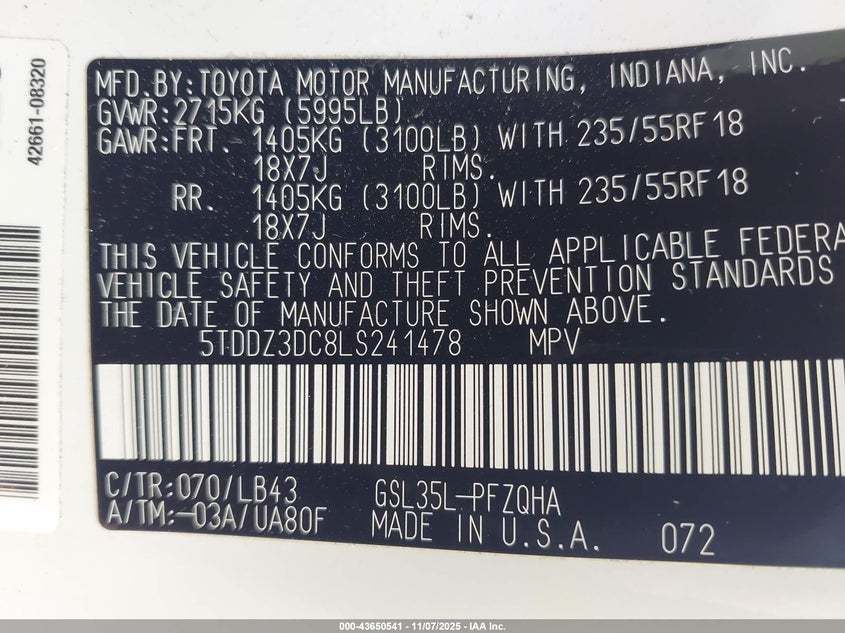 MFD.BY:TOYOTA MOTOR MANUFACTURING, INDIANA, INC.
GVWR:2715KG (5995LB)
GAWR:FRT. 1405KG (3100LB) WITH 235/55RF18
18X7J RIMS.
RR. 1405KG (3100LB) WITH 235/55RF18
18X7J RIMS.
THIS VEHICLE CONFORMS TO ALL APPLICABLE FEDERA
VEHICLE SAFETY AND THEFT PREVENTION STANDARDS
THE DATE OF MANUFACTURE SHOWN ABOVE.
5TDDZ3DC8LS241478 MPV
C/TR:070/LB43 GSL35L-PFZQHA
A/TM:-03A/UA80F MADE IN U.S.A. 072
42661-08320
000-43650541 - 11/07/2025 - IAA Inc.